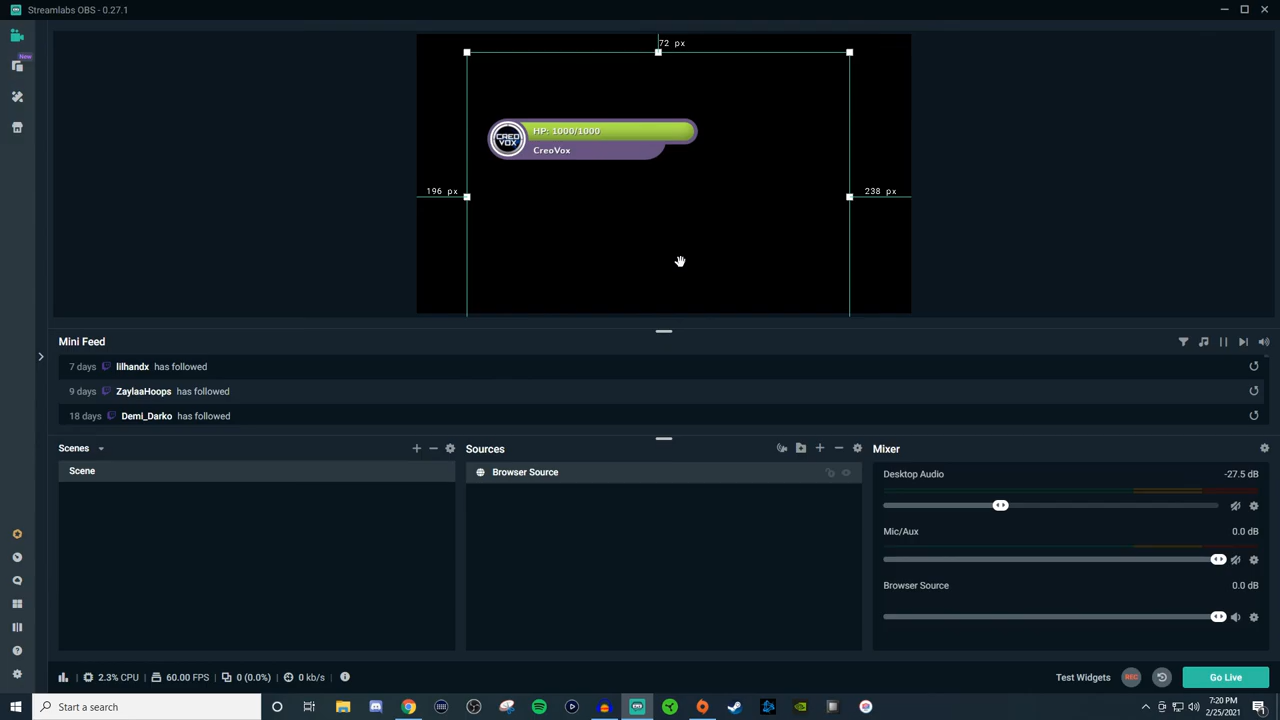 Streamlabs OBS - 0.27.1
New
72 px
HP: 1000/1000
CREO
VOX
CreoVox
196 px
238 px
Mini Feed
7 days lilhandx has followed
9 days ZaylaaHoops has followed
18 days Demi_Darko has followed
Scenes
Sources
Mixer
Scene
Browser Source
Desktop Audio -27.5 dB
Mic/Aux 0.0 dB
Browser Source 0.0 dB
2.3% CPU 60.00 FPS 0 (0.0%) 0 kb/s
Test Widgets REC Go Live
Start a search
7:20 PM
2/25/2021